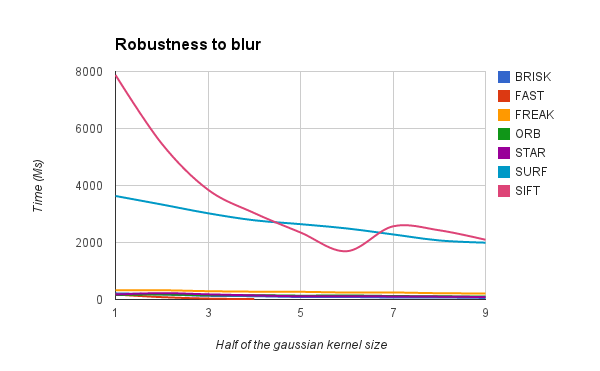 Robustness to blur
8000
6000
4000
2000
0
Time (Ms)
1
3
5
7
9
Half of the gaussian kernel size
BRISK
FAST
FREAK
ORB
STAR
SURF
SIFT